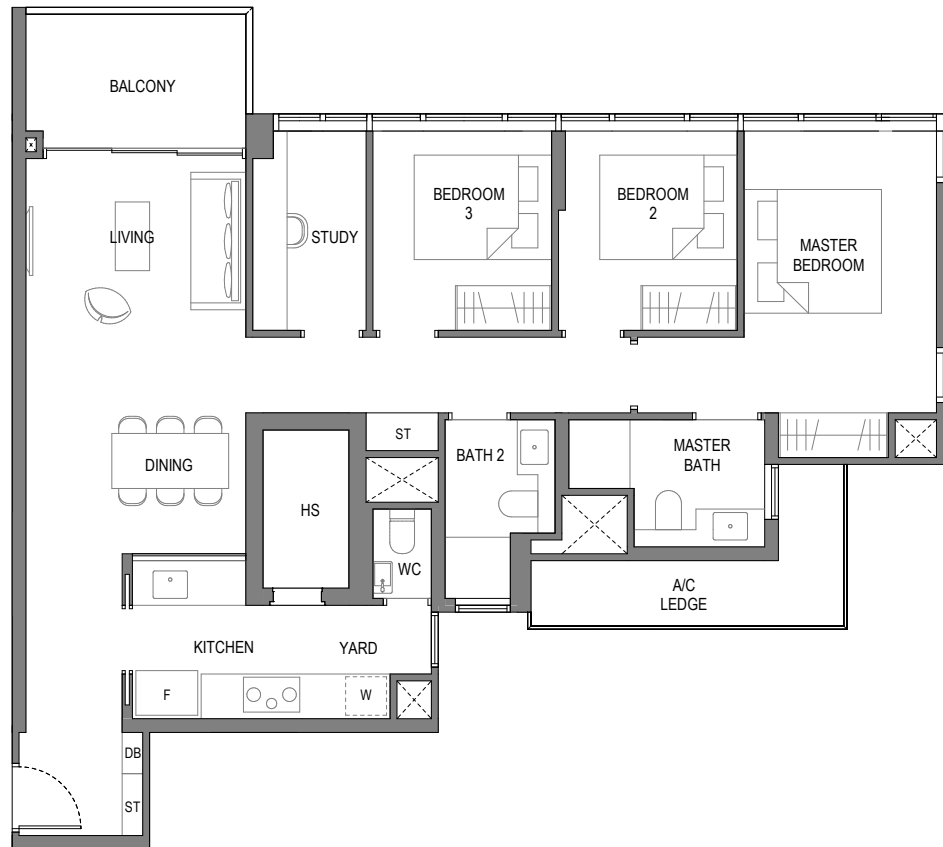 BALCONY
LIVING
STUDY
BEDROOM
3
BEDROOM
2
MASTER
BEDROOM
DINING
HS
ST
BATH 2
MASTER
BATH
WC
A/C
LEDGE
KITCHEN
YARD
F
W
DB
ST